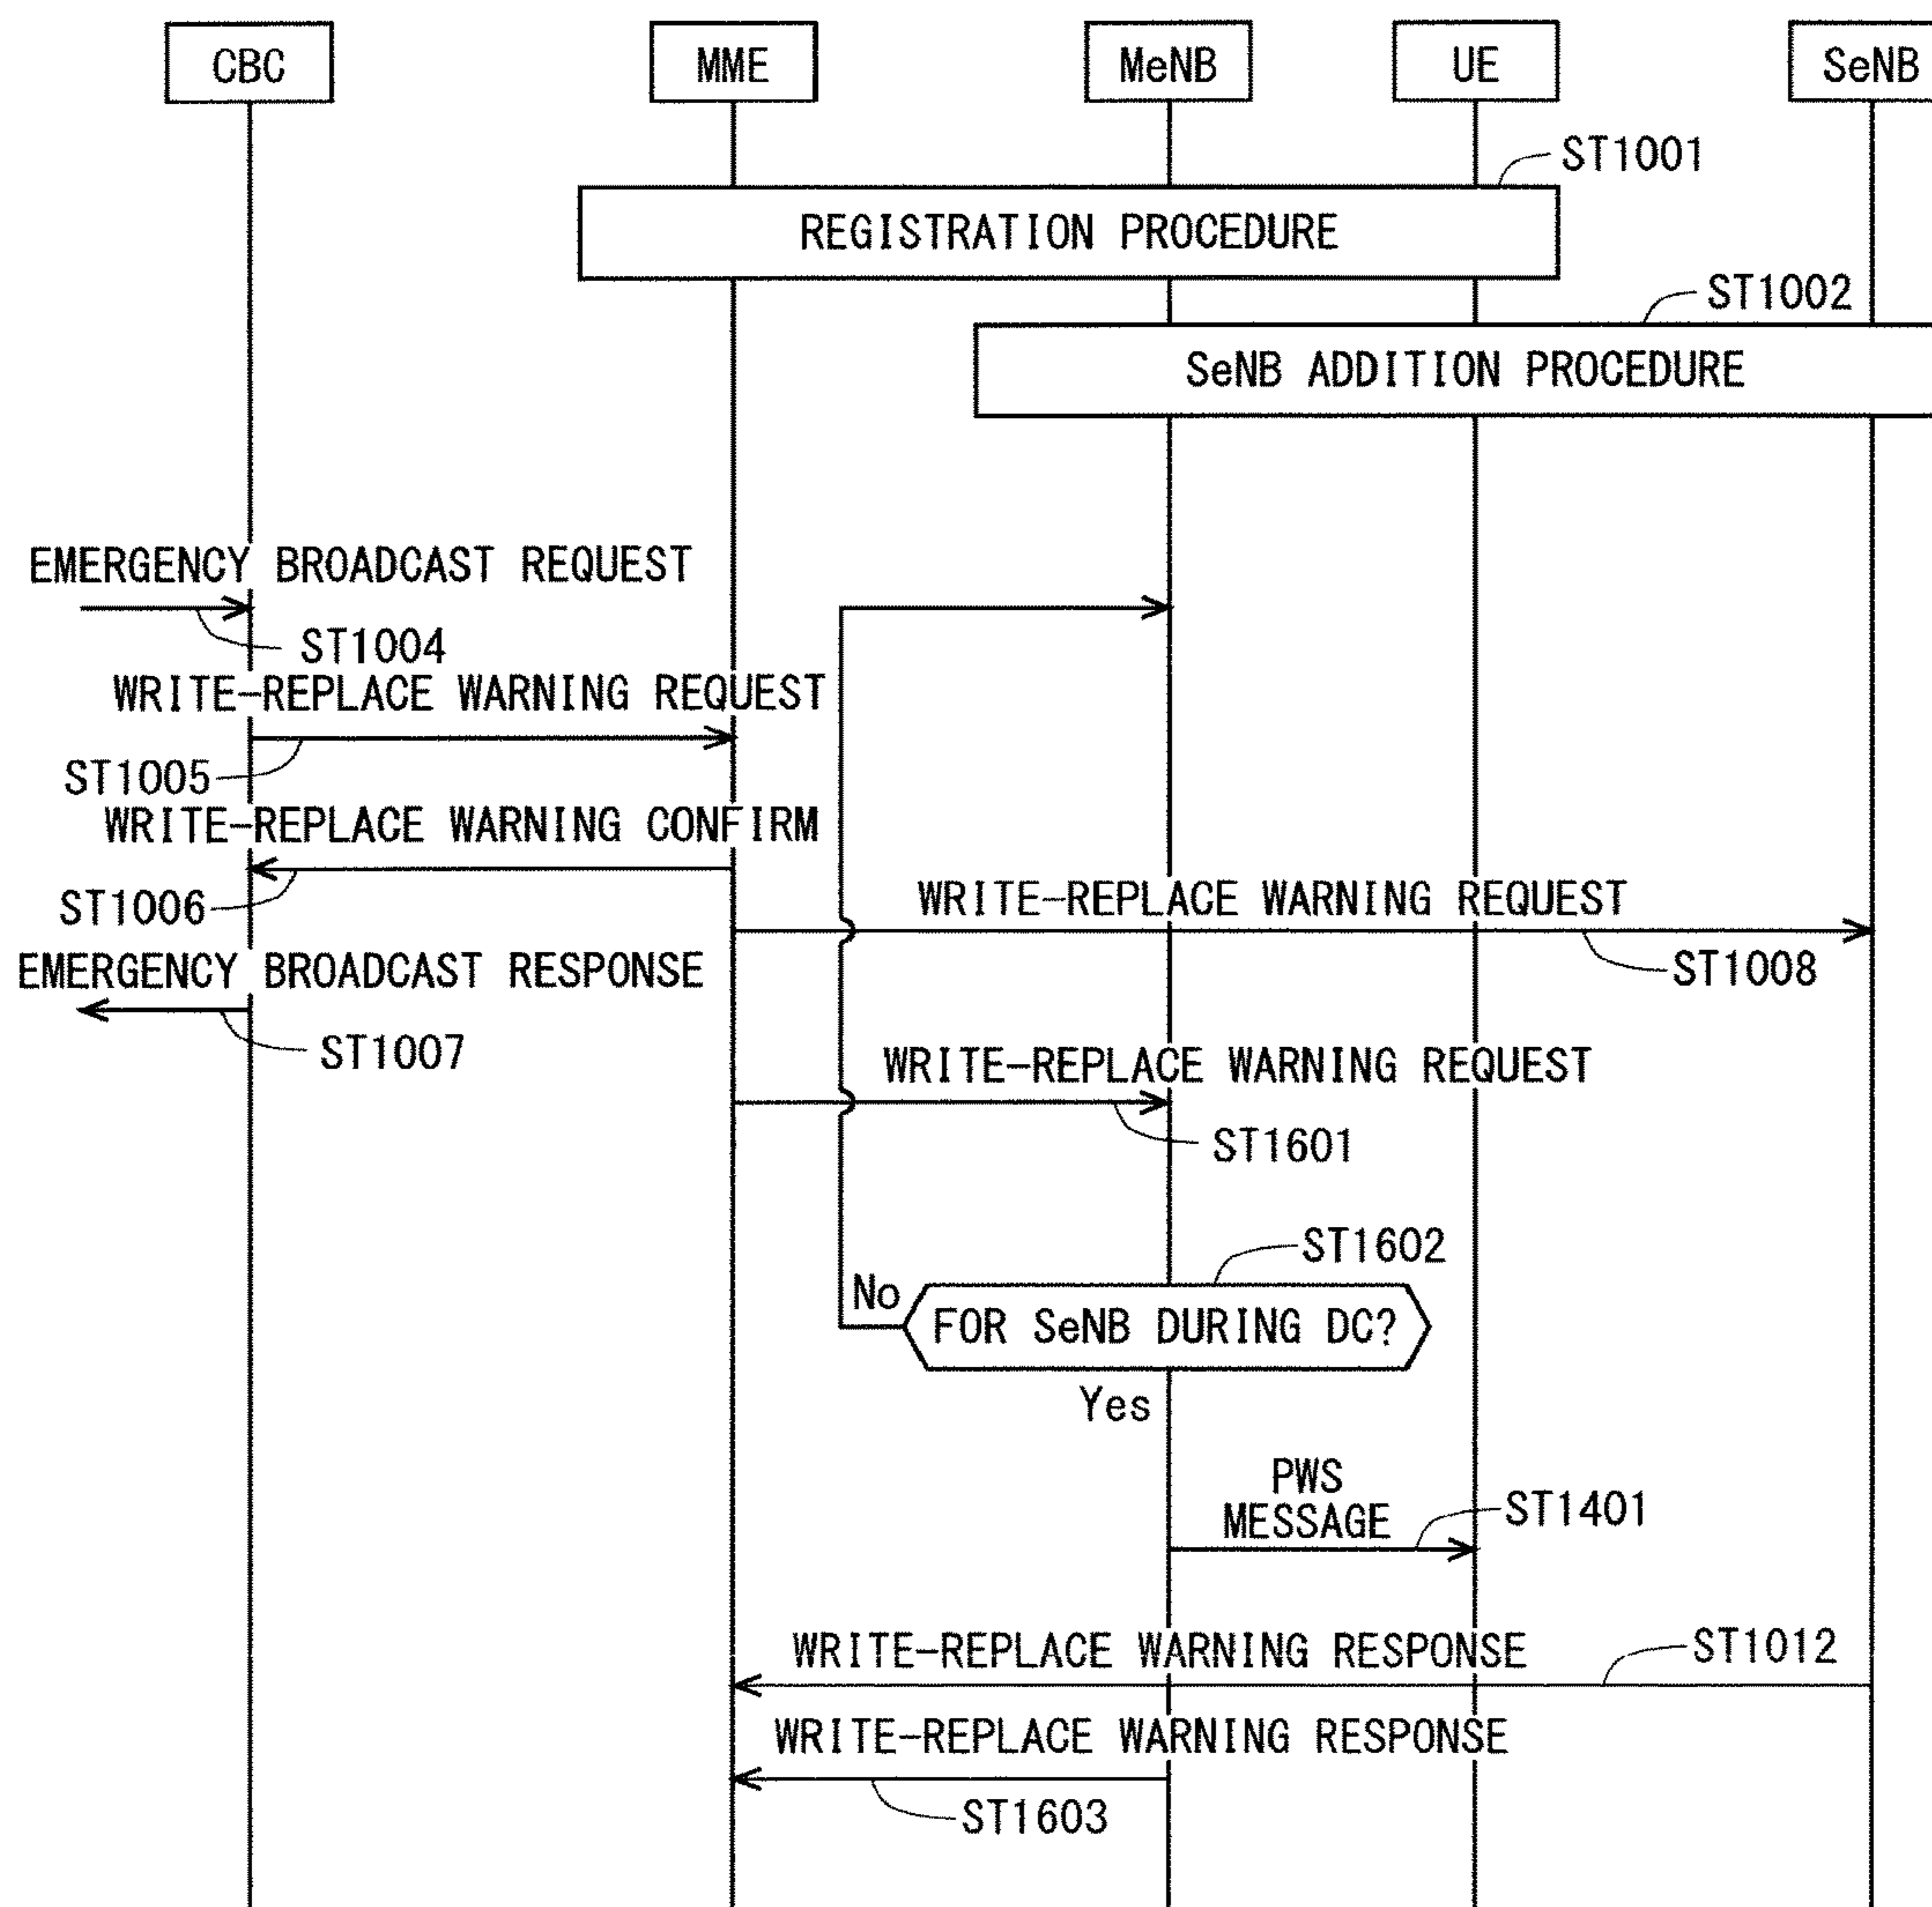 CBC
MME
MeNB
UE
SeNB
ST1001
REGISTRATION PROCEDURE
ST1002
SeNB ADDITION PROCEDURE
EMERGENCY BROADCAST REQUEST
ST1004
WRITE-REPLACE WARNING REQUEST
ST1005
WRITE-REPLACE WARNING CONFIRM
ST1006
WRITE-REPLACE WARNING REQUEST
ST1008
EMERGENCY BROADCAST RESPONSE
ST1007
WRITE-REPLACE WARNING REQUEST
ST1601
ST1602
No
FOR SeNB DURING DC?
Yes
PWS
MESSAGE
ST1401
WRITE-REPLACE WARNING RESPONSE
ST1012
WRITE-REPLACE WARNING RESPONSE
ST1603